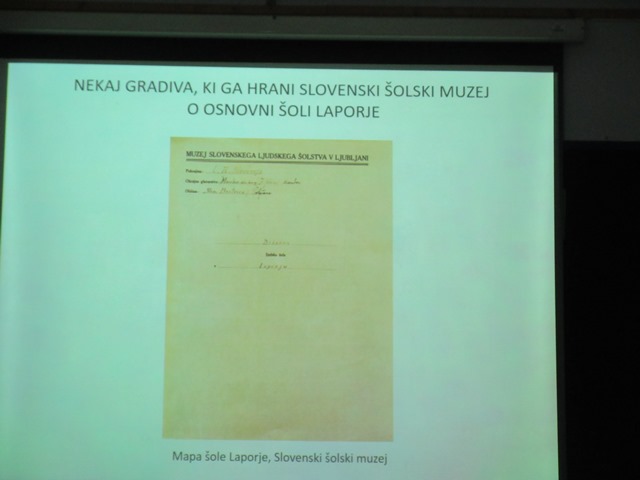 NEKAJ GRADIVA, KI GA HRANI SLOVENSKI ŠOLSKI MUZEJ
O OSNOVNI ŠOLI LAPORJE
MUZEJ SLOVENSKEGA LJUDSKEGA ŠOLSTVA V LJUBLJANI
Laporje
Mapa šole Laporje, Slovenski šolski muzej